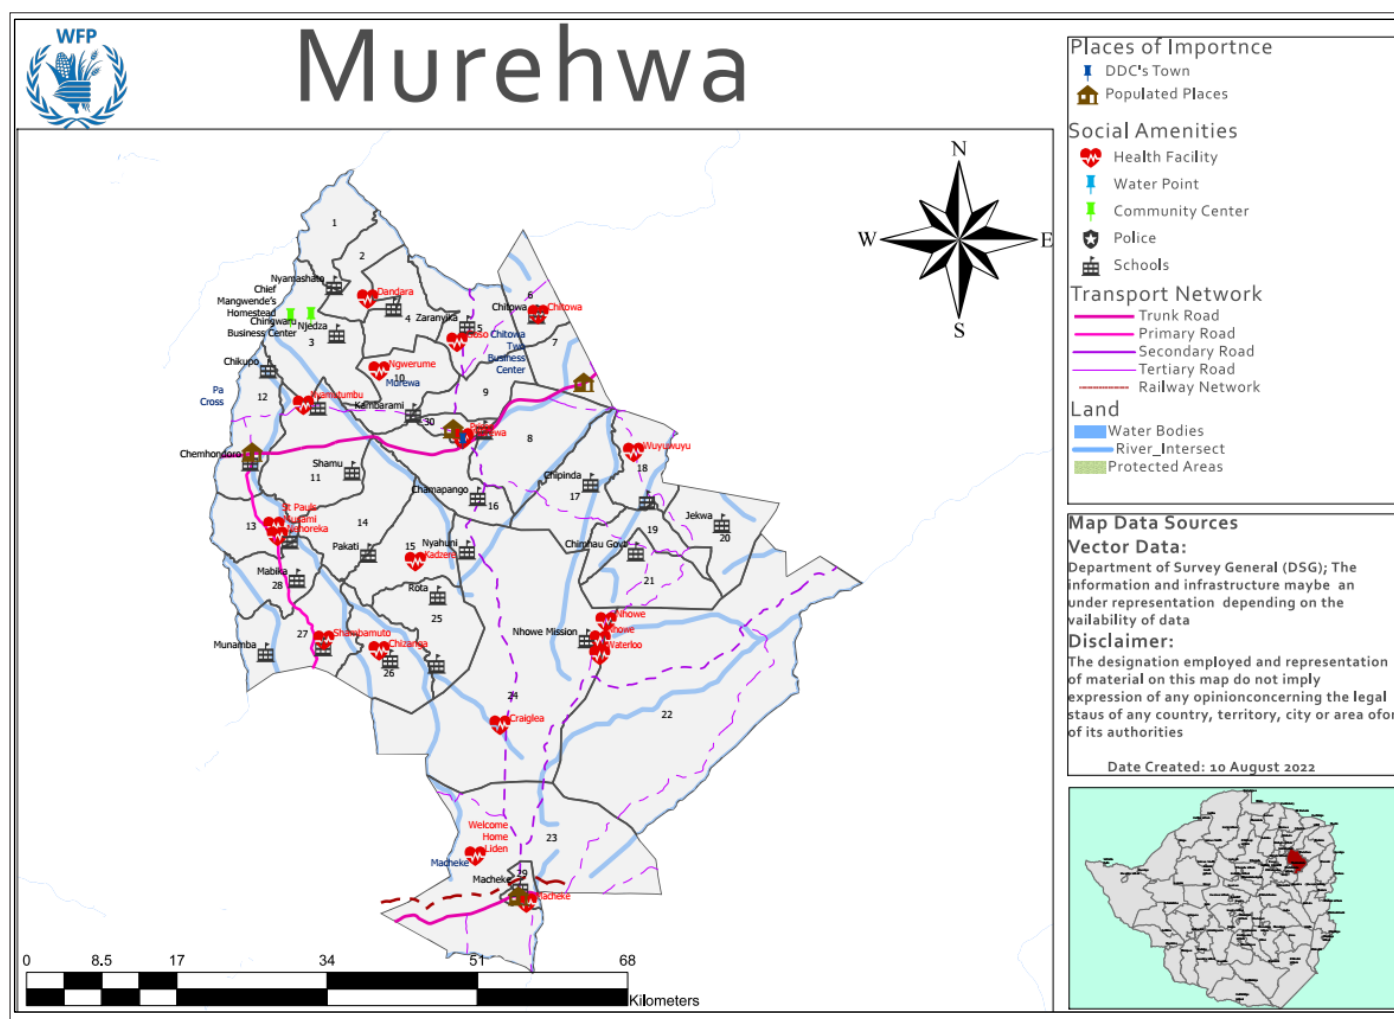 WFP
Murehwa
Places of Importnce
DDC's Town
Populated Places
Social Amenities
Health Facility
Water Point
Community Center
Police
Schools
Transport Network
Trunk Road
Primary Road
Secondary Road
Tertiary Road
Railway Network
Land
Water Bodies
River_Intersect
Protected Areas
Map Data Sources
Vector Data:
Department of Survey General (DSG); The
information and infrastructure maybe an
under representation depending on the
vailability of data
Disclaimer:
The designation employed and representation
of material on this map do not imply
expression of any opinionconcerning the legal
staus of any country, territory, city or area ofor
of its authorities
Date Created: 10 August 2022
N
W
E
S
1
2
Nyamashato
Chief
Mangwende's
Homestead
Chingwaru
Business Center
Njedza
3
Dandara
4
Zaranyika
5
6
Chitowa
Chitowa
Chitowa
Two
Business
Center
7
Chikupo
Pa
Cross
12
Ngwerume
Morewa
10
9
Nyamutumbu
Kambarami
30
8
Chemhondoro
Shamu
11
Chamapango
16
Chipinda
17
Wuyuwuyu
18
19
Jekwa
20
St Pauls
Musami
13
14
Pakati
15
Kadzere
Nyahuni
Chimhau Govt
21
Mabika
28
Rota
25
Nhowe
Nhowe Mission
Nhowe
Waterloo
Munamba
27
Shambamuto
Chizanga
26
24
22
Craiglea
Welcome
Home
Liden
Macheke
23
Macheke
29
Macheke
0
8.5
17
34
51
68
Kilometers